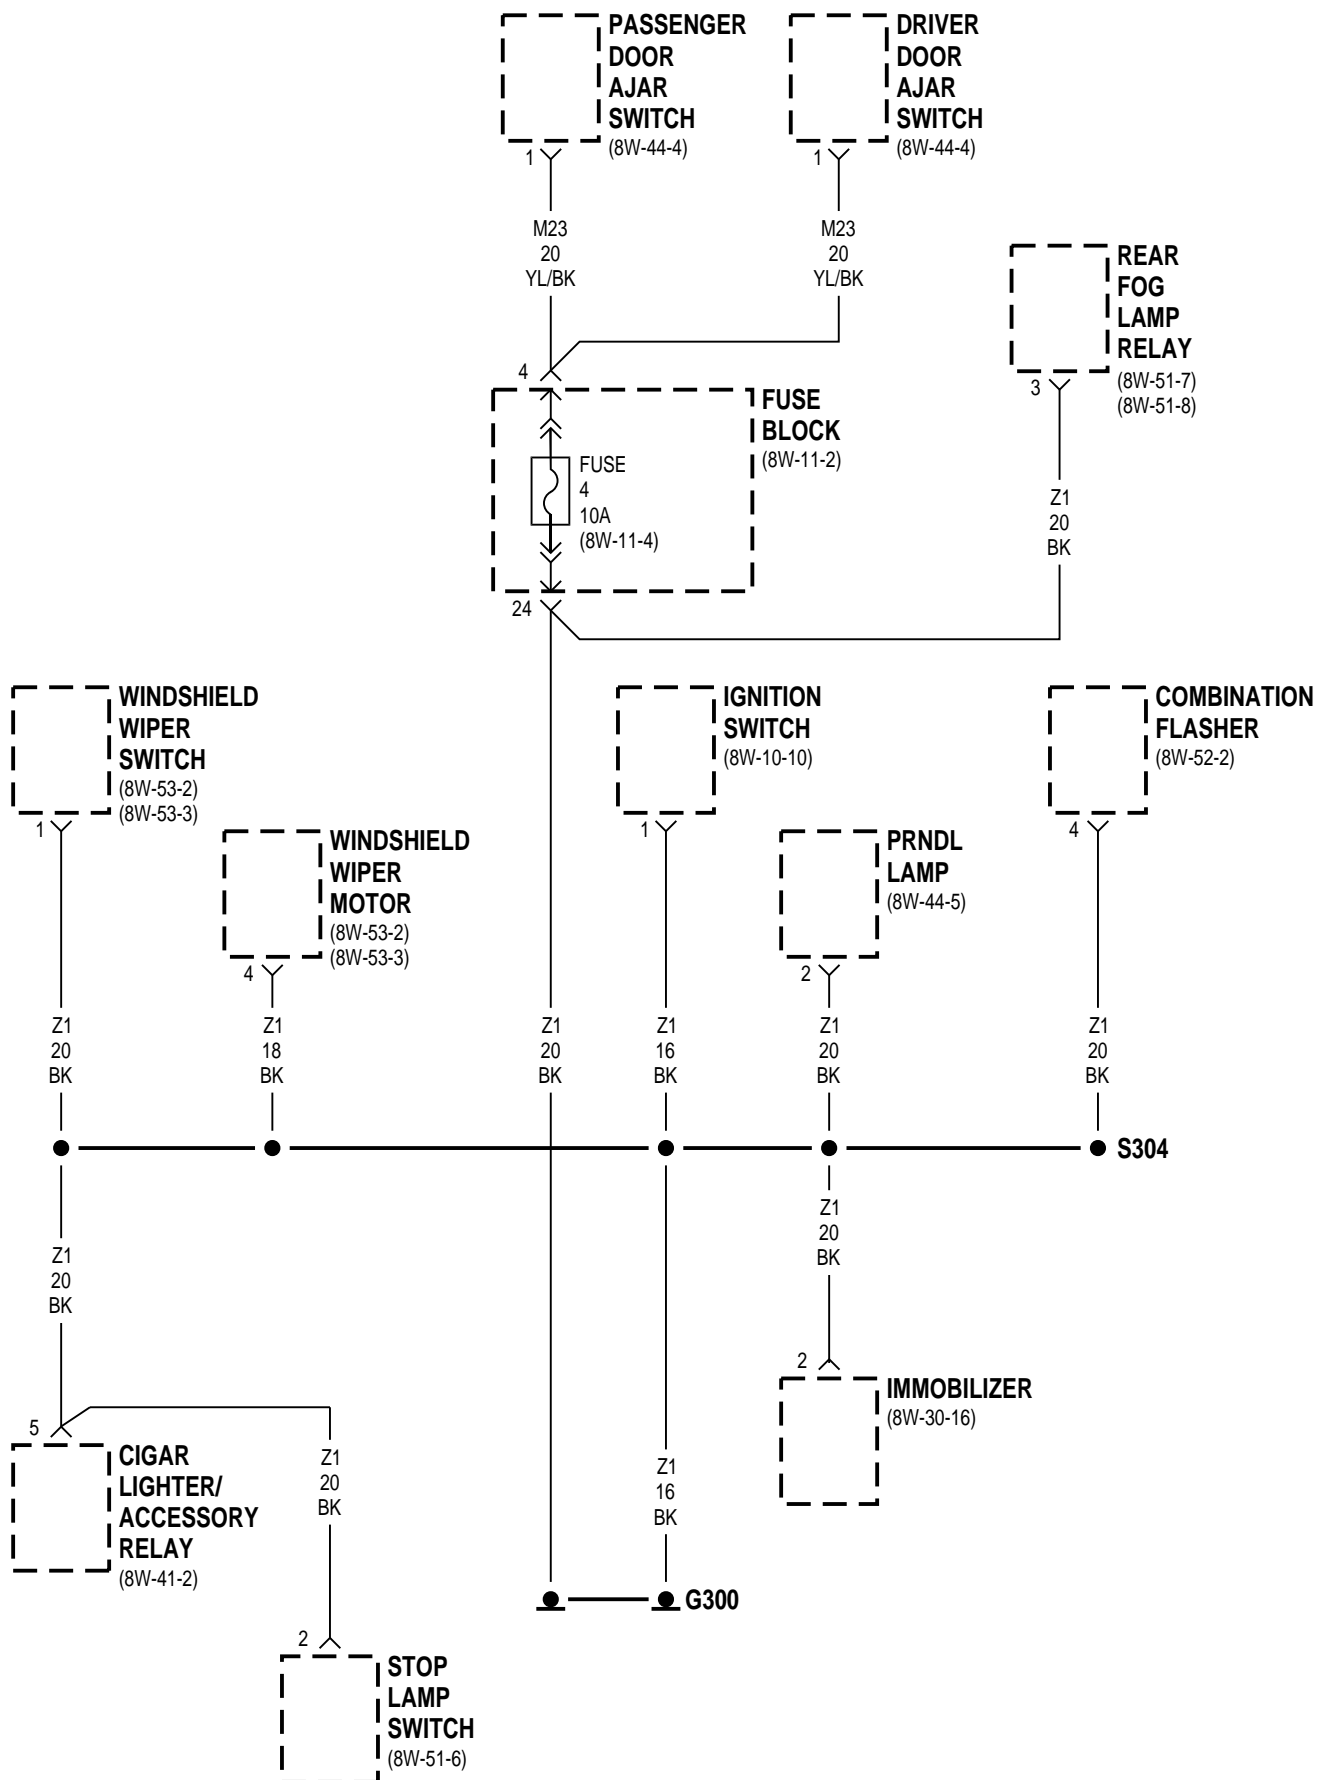 PASSENGER
DOOR
AJAR
SWITCH
(8W-44-4)
1
M23
20
YL/BK
DRIVER
DOOR
AJAR
SWITCH
(8W-44-4)
1
M23
20
YL/BK
REAR
FOG
LAMP
RELAY
(8W-51-7)
(8W-51-8)
3
Z1
20
BK
4
FUSE
BLOCK
(8W-11-2)
FUSE
4
10A
(8W-11-4)
24
WINDSHIELD
WIPER
SWITCH
(8W-53-2)
(8W-53-3)
1
WINDSHIELD
WIPER
MOTOR
(8W-53-2)
(8W-53-3)
4
IGNITION
SWITCH
(8W-10-10)
1
PRNDL
LAMP
(8W-44-5)
2
COMBINATION
FLASHER
(8W-52-2)
4
Z1
20
BK
Z1
18
BK
Z1
20
BK
Z1
16
BK
Z1
20
BK
Z1
20
BK
S304
Z1
20
BK
Z1
20
BK
2
IMMOBILIZER
(8W-30-16)
5
CIGAR
LIGHTER/
ACCESSORY
RELAY
(8W-41-2)
Z1
20
BK
Z1
16
BK
G300
2
STOP
LAMP
SWITCH
(8W-51-6)